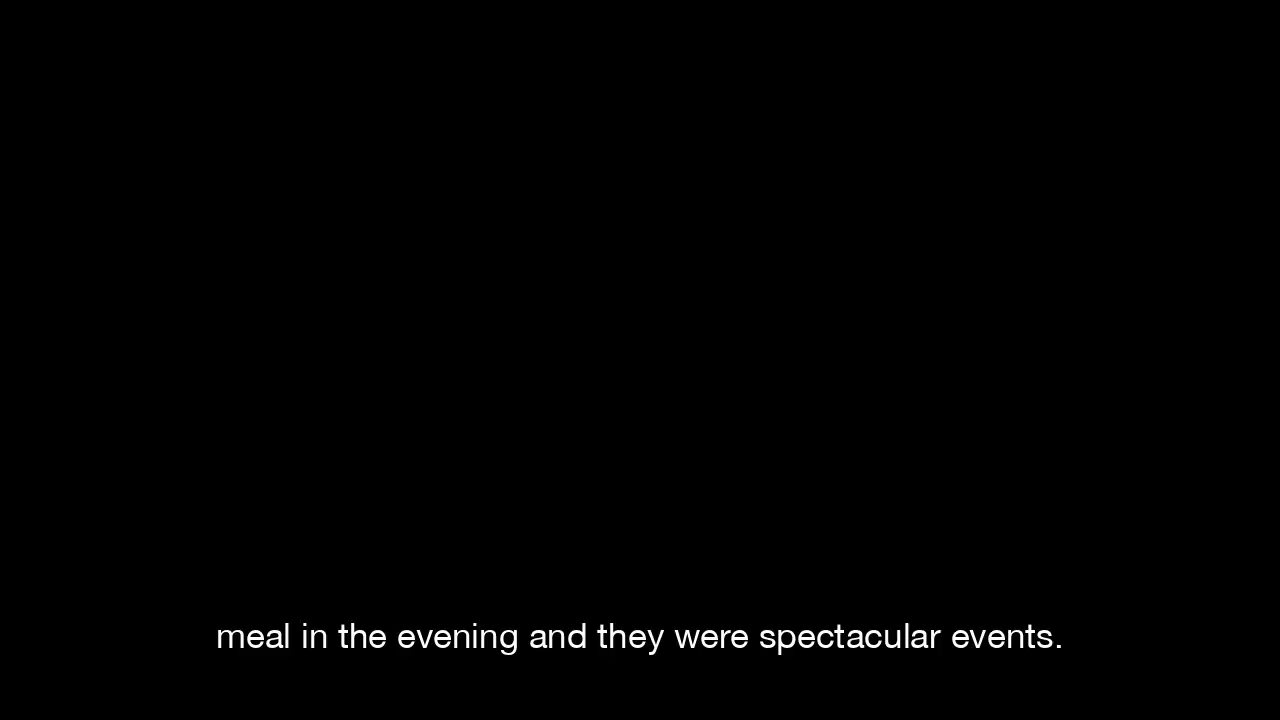 meal in the evening and they were spectacular events.